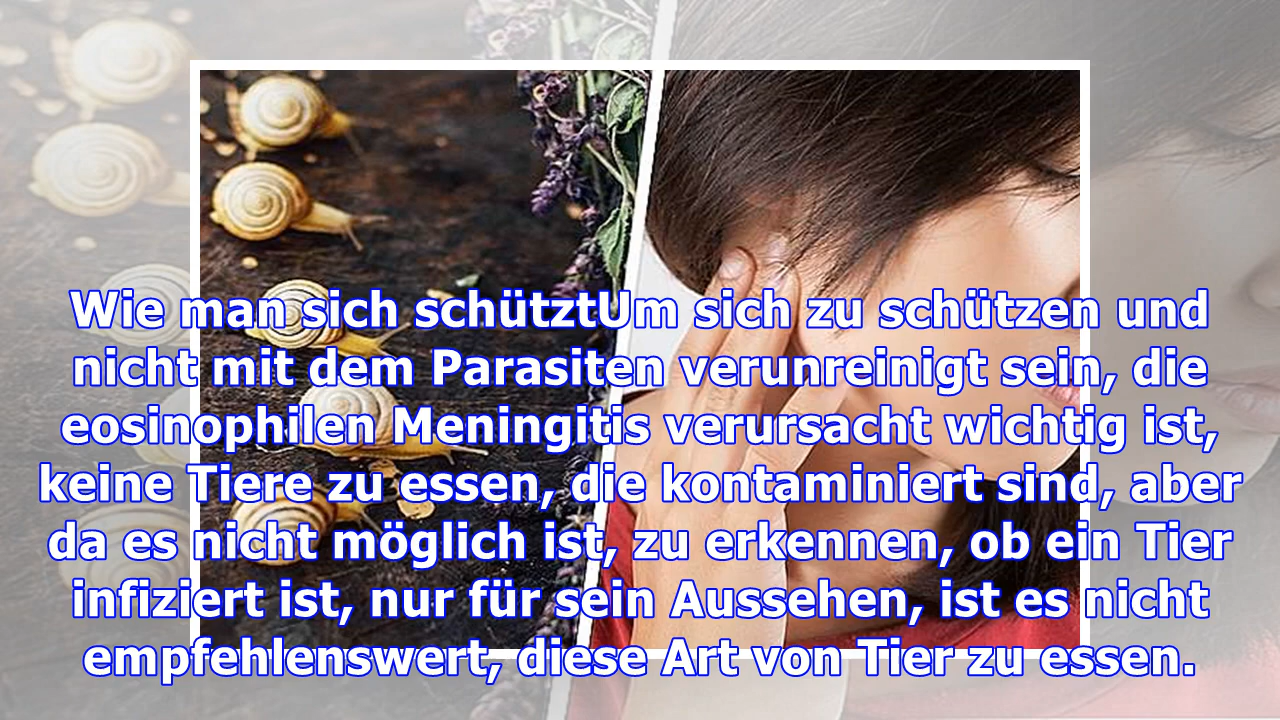 Wie man sich schütztUm sich zu schützen und
nicht mit dem Parasiten verunreinigt sein, die
eosinophilen Meningitis verursacht wichtig ist,
keine Tiere zu essen, die kontaminiert sind, aber
da es nicht möglich ist, zu erkennen, ob ein Tier
infiziert ist, nur für sein Aussehen, ist es nicht
empfehlenswert, diese Art von Tier zu essen.